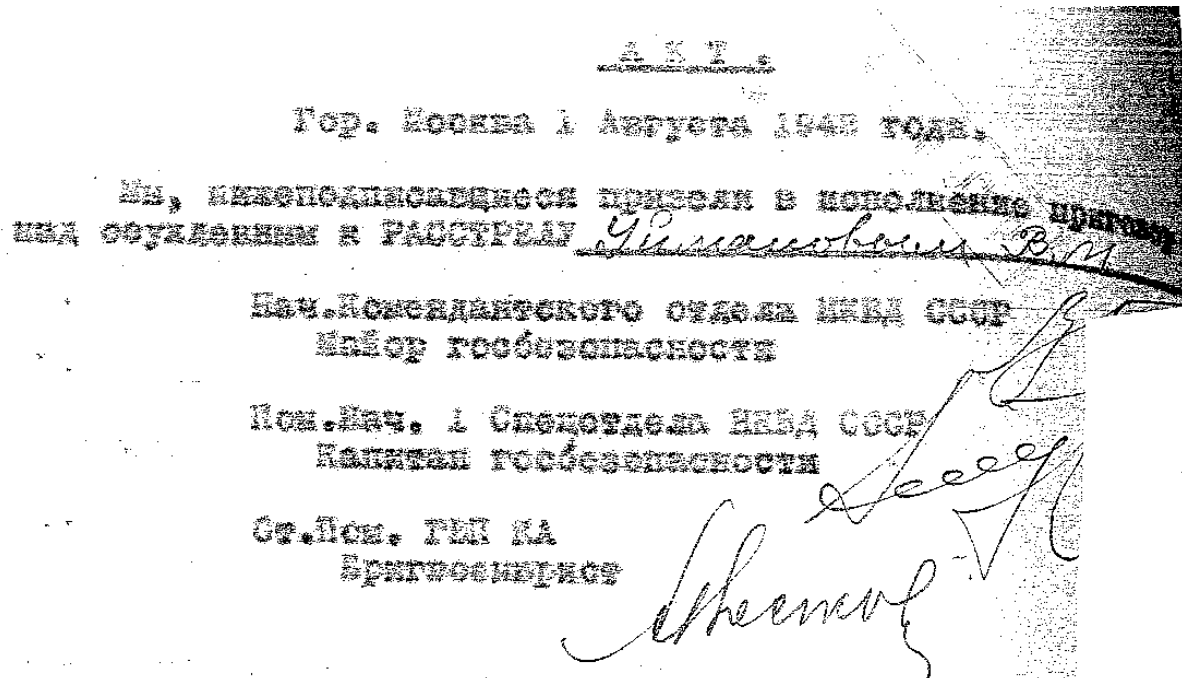 А К Т .
Гор. Москва 1 Августа 1942 года.
Мы, нижеподписавшиеся привели в исполнение приговор
над осужденным к РАССТРЕЛУ В.
Нач.Комендантского отдела НКВД СССР
Майор госбезопасности
Пом.Нач. 1 Спецотдела НКВД СССР
Капитан госбезопасности
Ст.Пом. ГВП КА
Бригвоенюрист